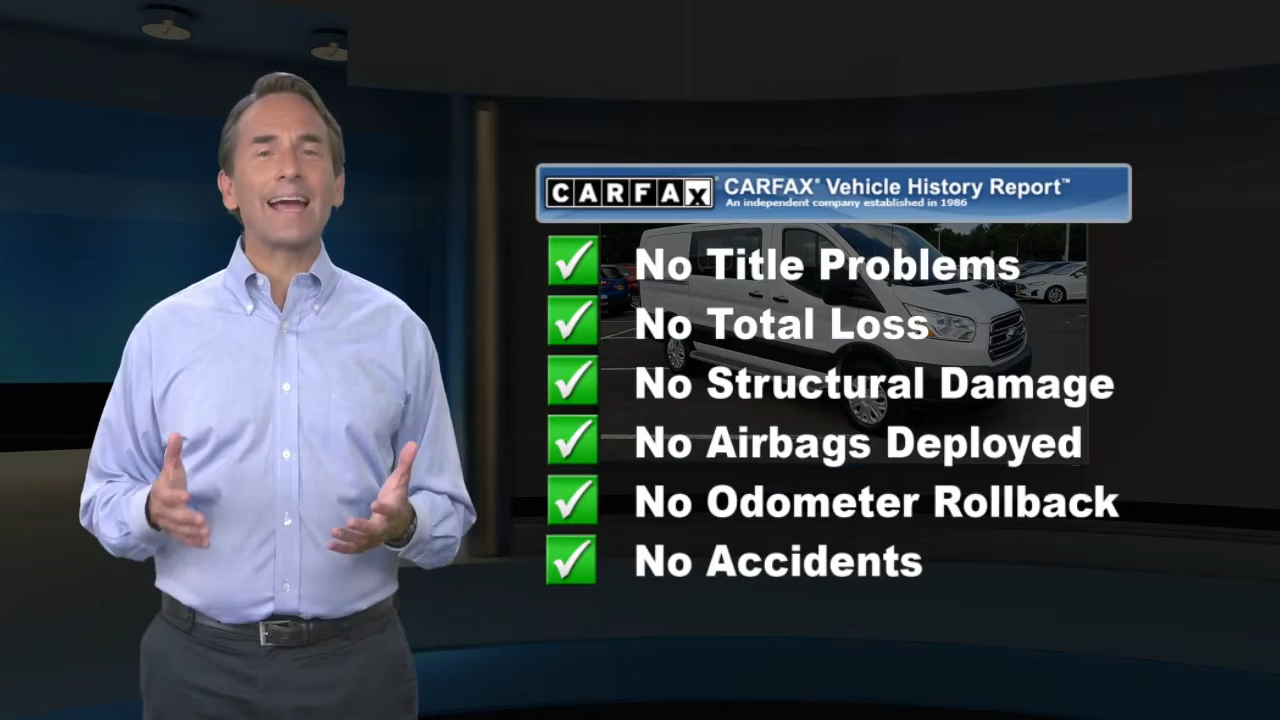 CARFAX® CARFAX® Vehicle History Report™
An independent company established in 1986
No Title Problems
No Total Loss
No Structural Damage
No Airbags Deployed
No Odometer Rollback
No Accidents